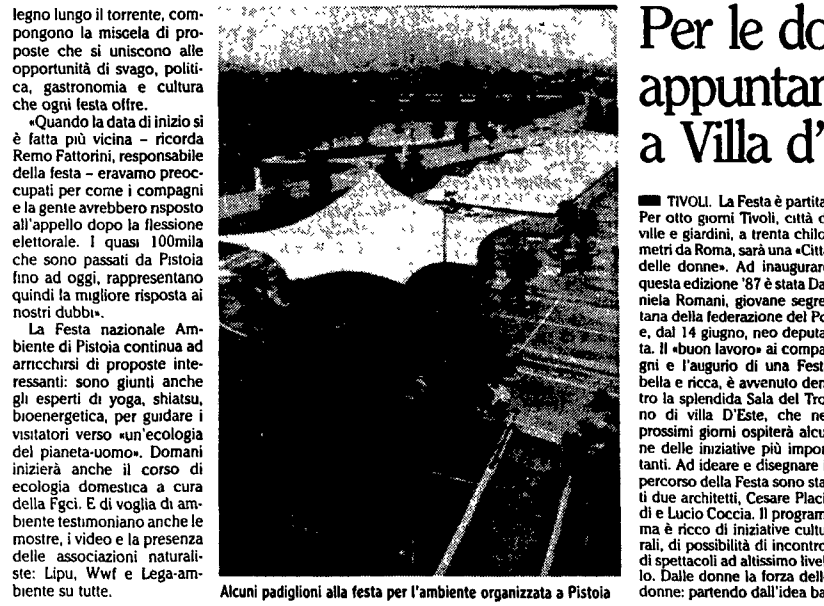 legno lungo il torrente, com-
pongono la miscela di pro-
poste che si uniscono alle
opportunità di svago, politi-
ca, gastronomia e cultura
che ogni festa offre.
«Quando la data di inizio si
è fatta più vicina – ricorda
Remo Fattorini, responsabile
della festa – eravamo preoc-
cupati per come i compagni
e la gente avrebbero risposto
all'appello dopo la flessione
elettorale. I quasi 100mila
che sono passati da Pistoia
fino ad oggi, rappresentano
quindi la migliore risposta ai
nostri dubbi».
La Festa nazionale Am-
biente di Pistoia continua ad
arricchirsi di proposte inte-
ressanti: sono giunti anche
gli esperti di yoga, shiatsu,
bioenergetica, per guidare i
visitatori verso «un'ecologia
del pianeta-uomo». Domani
inizierà anche il corso di
ecologia domestica a cura
della Fgci. E di voglia di am-
biente testimoniano anche le
mostre, i video e la presenza
delle associazioni naturali-
ste: Lipu, Wwf e Lega-am-
biente su tutte.
Alcuni padiglioni alla festa per l'ambiente organizzata a Pistoia
Per le do
appuntan
a Villa d'
TIVOLI. La Festa è partita
Per otto giorni Tivoli, città d
ville e giardini, a trenta chilo
metri da Roma, sarà una «Citt
delle donne». Ad inaugurare
questa edizione '87 è stata Da
niela Romani, giovane segre
taria della federazione del Pc
e, dal 14 giugno, neo deputa
ta. Il «buon lavoro» ai compa
gni e l'augurio di una Fest
bella e ricca, è avvenuto den
tro la splendida Sala del Tro
no di villa D'Este, che ne
prossimi giorni ospiterà alcu
ne delle iniziative più impor
tanti. Ad ideare e disegnare i
percorso della Festa sono sta
ti due architetti, Cesare Placi
di e Lucio Coccia. Il program
ma è ricco di iniziative cultu
rali, di possibilità di incontro
di spettacoli ad altissimo livel
lo. Dalle donne la forza dell
donne: partendo dall'idea ba